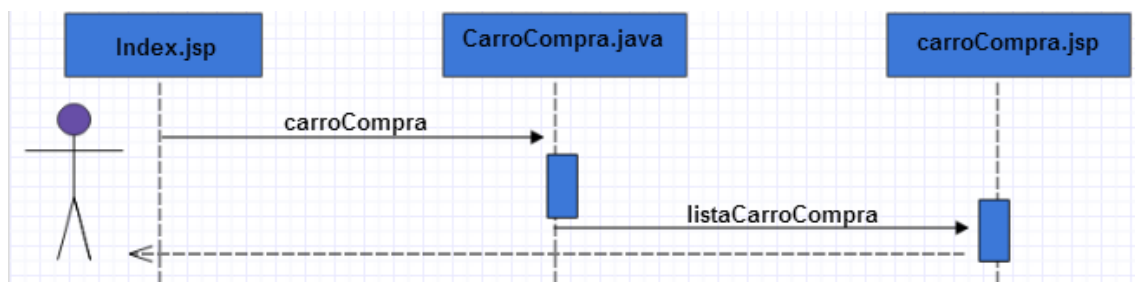 Index.jsp
CarroCompra.java
carroCompra.jsp
carroCompra
listaCarroCompra